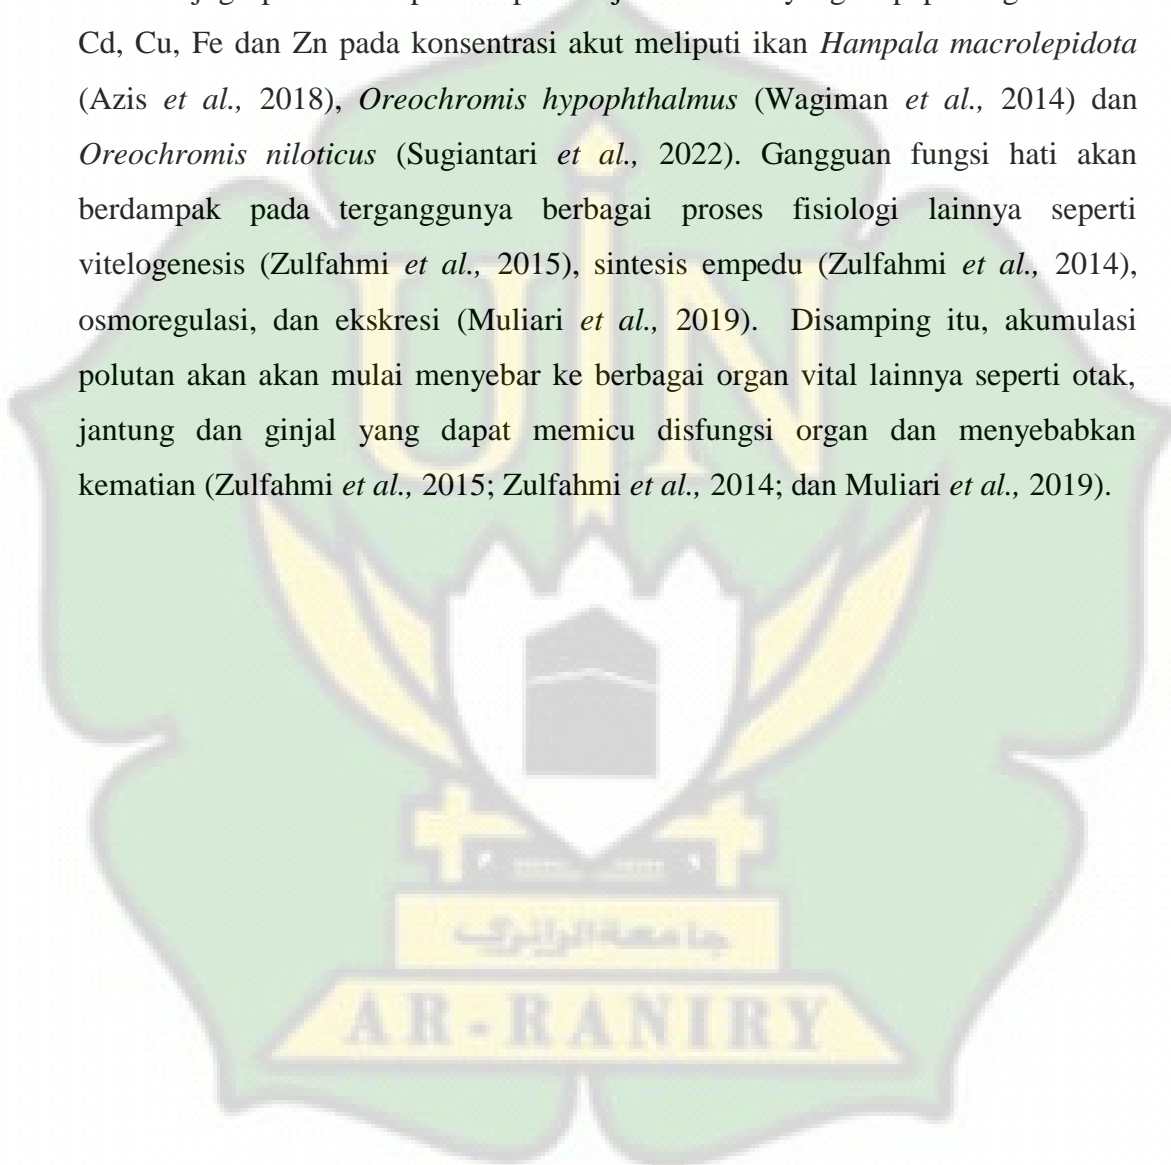 Cd, Cu, Fe dan Zn pada konsentrasi akut meliputi ikan Hampala macrolepidota
(Azis et al., 2018), Oreochromis hypophthalmus (Wagiman et al., 2014) dan
Oreochromis niloticus (Sugiantari et al., 2022). Gangguan fungsi hati akan
berdampak pada terganggunya berbagai proses fisiologi lainnya seperti
vitelogenesis (Zulfahmi et al., 2015), sintesis empedu (Zulfahmi et al., 2014),
osmoregulasi, dan ekskresi (Muliari et al., 2019). Disamping itu, akumulasi
polutan akan akan mulai menyebar ke berbagai organ vital lainnya seperti otak,
jantung dan ginjal yang dapat memicu disfungsi organ dan menyebabkan
kematian (Zulfahmi et al., 2015; Zulfahmi et al., 2014; dan Muliari et al., 2019).
UIN
جامعة الرانري
AR-RANIRY